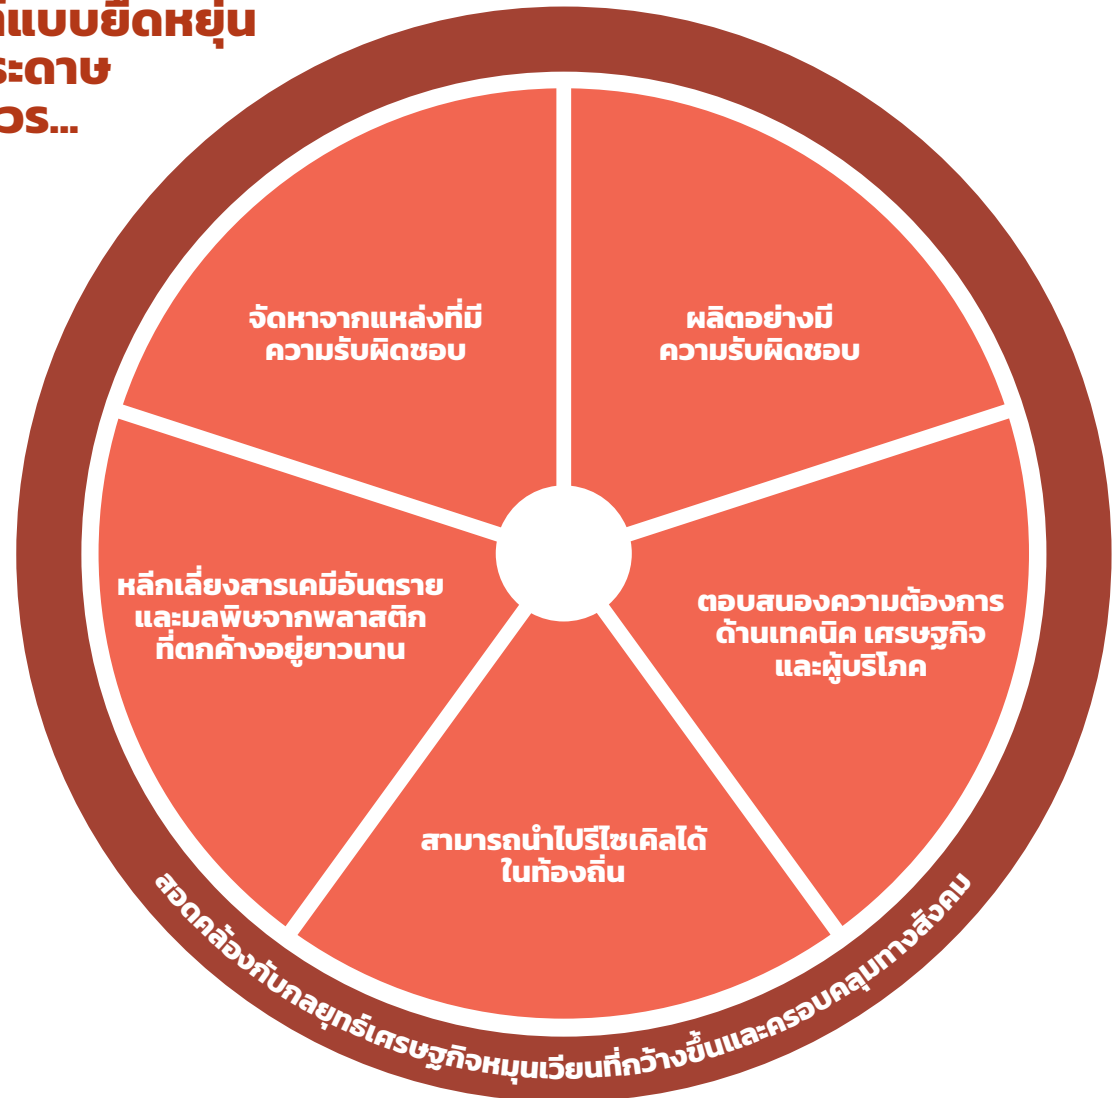 แบบยืดหยุ่น
จัดหาจากแหล่งที่มี
ความรับผิดชอบ
ผลิตอย่างมี
ความรับผิดชอบ
หลีกเลี่ยงสารเคมีอันตราย
และมลพิษจากพลาสติก
ที่ตกค้างอยู่ยาวนาน
ตอบสนองความต้องการ
ด้านเทคนิค เศรษฐกิจ
และผู้บริโภค
สามารถนำไปรีไซเคิลได้
ในท้องถิ่น
สอดคล้องกับกลยุทธ์เศรษฐกิจหมุนเวียนที่กว้างขึ้นและครอบคลุมทางสังคม